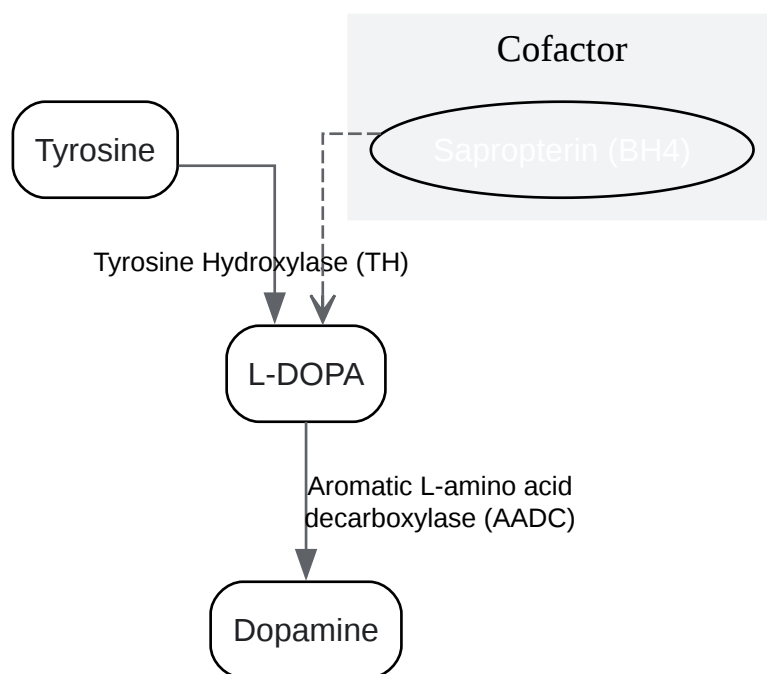 Cofactor
Tyrosine
Sapropterin (BH4)
Tyrosine Hydroxylase (TH)
L-DOPA
Aromatic L-amino acid
decarboxylase (AADC)
Dopamine